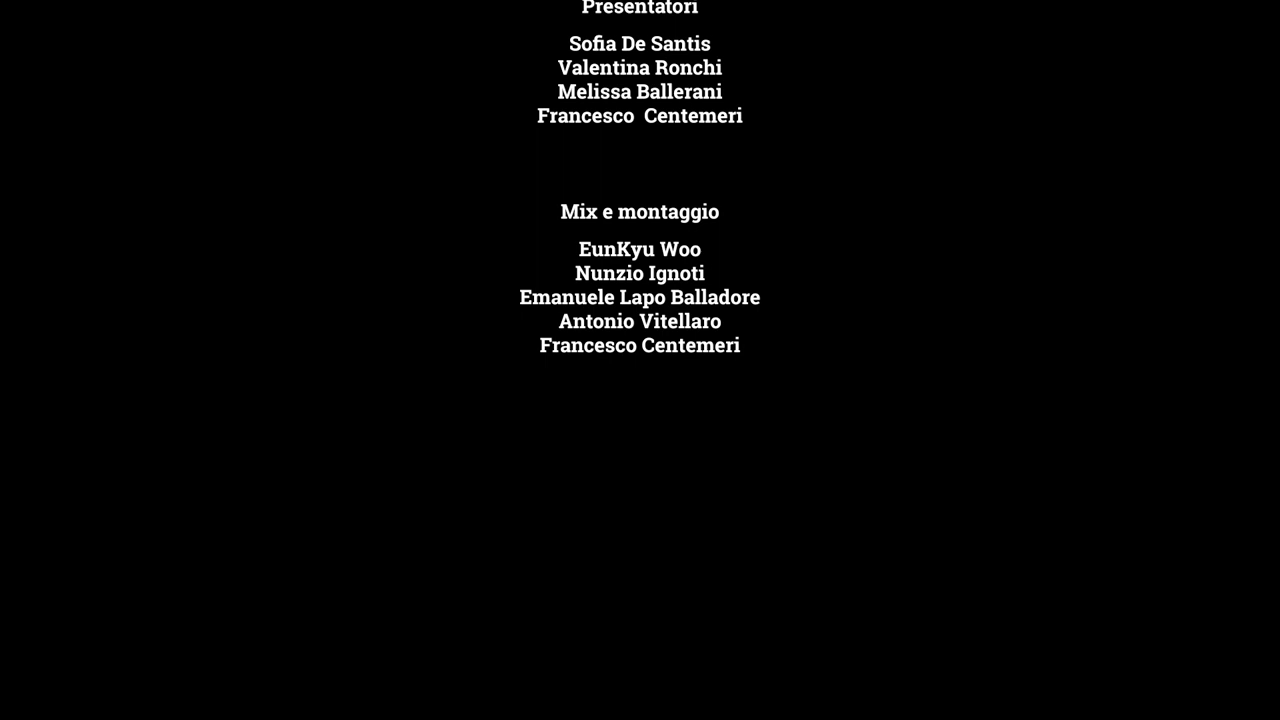 Presentatori
Sofia De Santis
Valentina Ronchi
Melissa Ballerani
Francesco  Centemeri
Mix e montaggio
EunKyu Woo
Nunzio Ignoti
Emanuele Lapo Balladore
Antonio Vitellaro
Francesco Centemeri